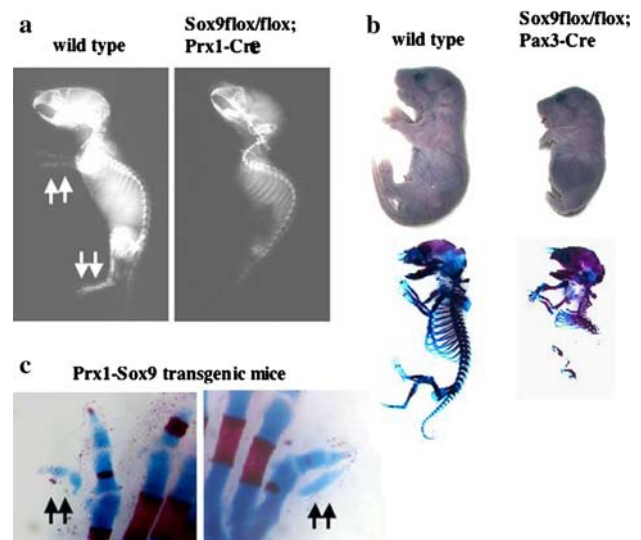 a
wild type
Sox9flox/flox;
Prx1-Cre
b
wild type
Sox9flox/flox;
Pax3-Cre
c
Prx1-Sox9 transgenic mice